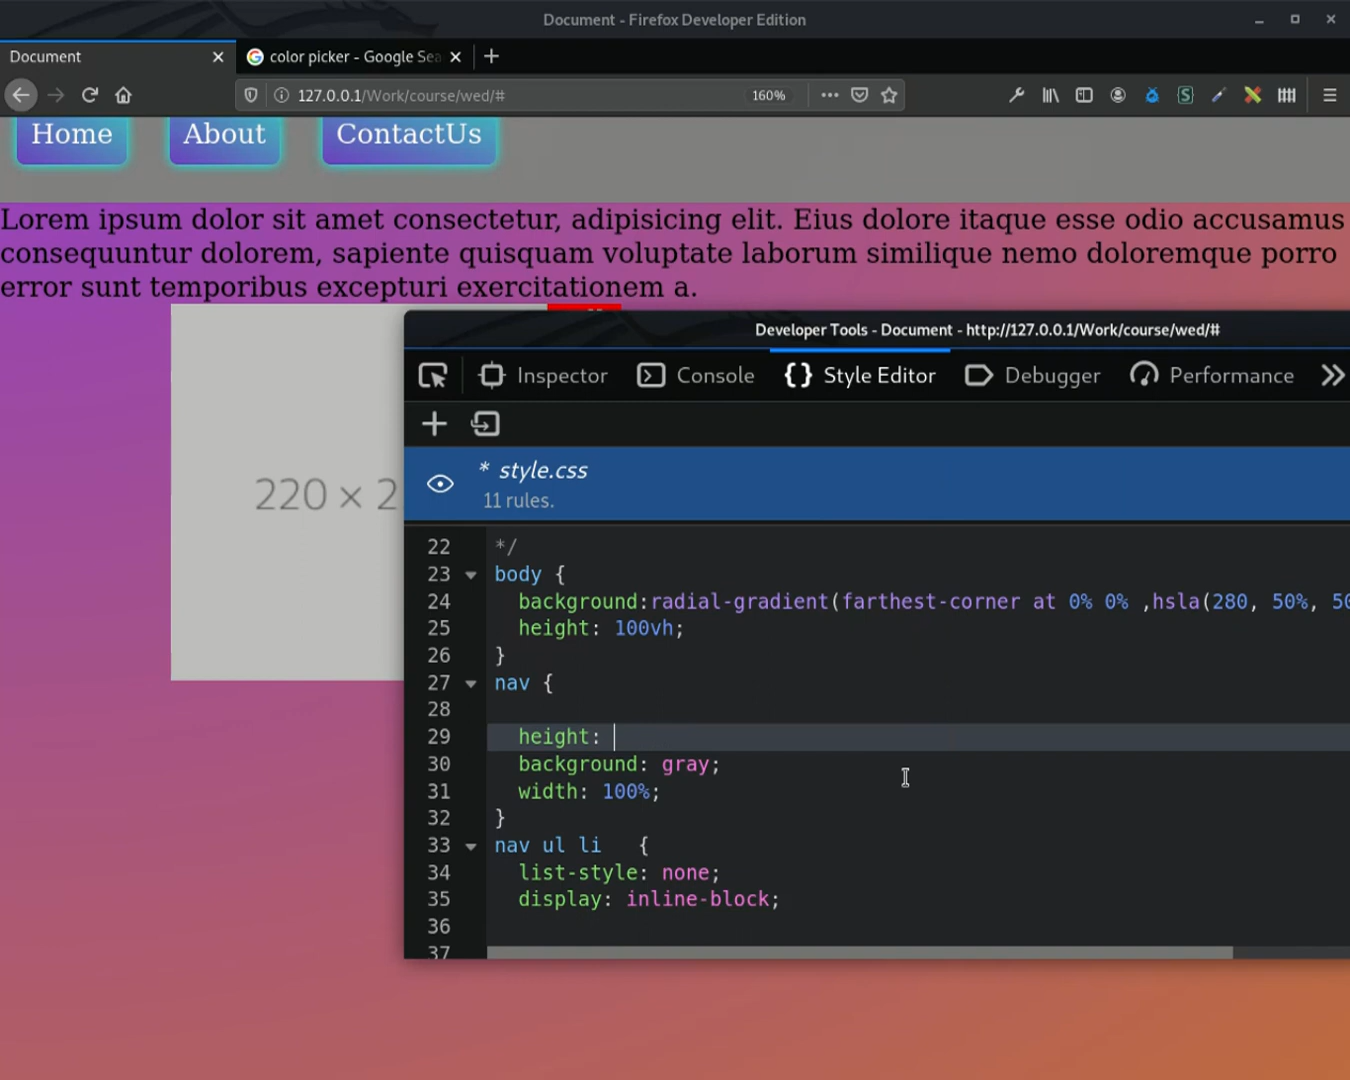 Document - Firefox Developer Edition
Document
color picker - Google Sea
127.0.0.1/Work/course/wed/#
160%
Home
About
ContactUs
Lorem ipsum dolor sit amet consectetur, adipisicing elit. Eius dolore itaque esse odio accusamus
consequuntur dolorem, sapiente quisquam voluptate laborum similique nemo doloremque porro
error sunt temporibus excepturi exercitationem a.
220 × 2
Developer Tools - Document - http://127.0.0.1/Work/course/wed/#
Inspector
Console
{} Style Editor
Debugger
Performance
* style.css
11 rules.
22 */
23 body {
24 background:radial-gradient(farthest-corner at 0% 0% ,hsla(280, 50%, 50
25 height: 100vh;
26 }
27 nav {
28
29 height:
30 background: gray;
31 width: 100%;
32 }
33 nav ul li {
34 list-style: none;
35 display: inline-block;
36
37